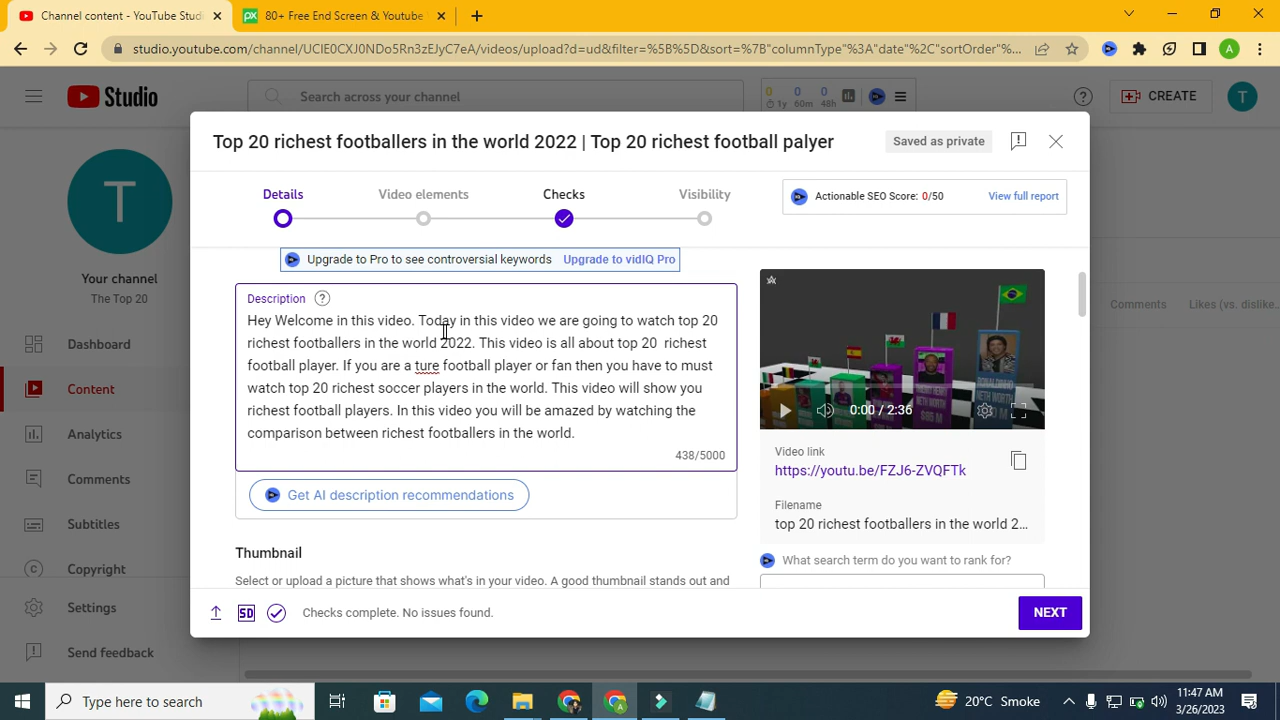 Channel content - YouTube Studi
80+ Free End Screen & Youtube
studio.youtube.com/channel/UCIE0CXJ0NDo5Rn3zEJyC7eA/videos/upload?d=ud&filter=%5B%5D&sort=%7B"columnType"%3A"date"%2C"sortOrder"%...
A
Studio
Search across your channel
0 0 0
1y 60m 48h
CREATE
T
Top 20 richest footballers in the world 2022 | Top 20 richest football palyer
Saved as private
T
Details
Video elements
Checks
Visibility
Actionable SEO Score: 0/50
View full report
Upgrade to Pro to see controversial keywords
Upgrade to vidIQ Pro
Your channel
The Top 20
Dashboard
Content
Analytics
Comments
Subtitles
Copyright
Settings
Send feedback
Description
Hey Welcome in this video. Today in this video we are going to watch top 20
richest footballers in the world 2022. This video is all about top 20 richest
football player. If you are a ture football player or fan then you have to must
watch top 20 richest soccer players in the world. This video will show you
richest football players. In this video you will be amazed by watching the
comparison between richest footballers in the world.
438/5000
Get AI description recommendations
Thumbnail
Select or upload a picture that shows what's in your video. A good thumbnail stands out and
0:00 / 2:36
Video link
https://youtu.be/FZJ6-ZVQFTk
Filename
top 20 richest footballers in the world 2...
What search term do you want to rank for?
Comments
Likes (vs. dislike...
SD
Checks complete. No issues found.
NEXT
Type here to search
20°C Smoke
11:47 AM
3/26/2023